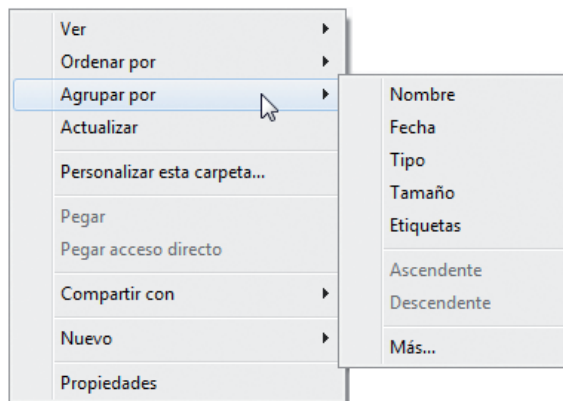 Ver
Ordenar por
Agrupar por
Actualizar
Personalizar esta carpeta...
Pegar
Pegar acceso directo
Compartir con
Nuevo
Propiedades
Nombre
Fecha
Tipo
Tamaño
Etiquetas
Ascendente
Descendente
Más...